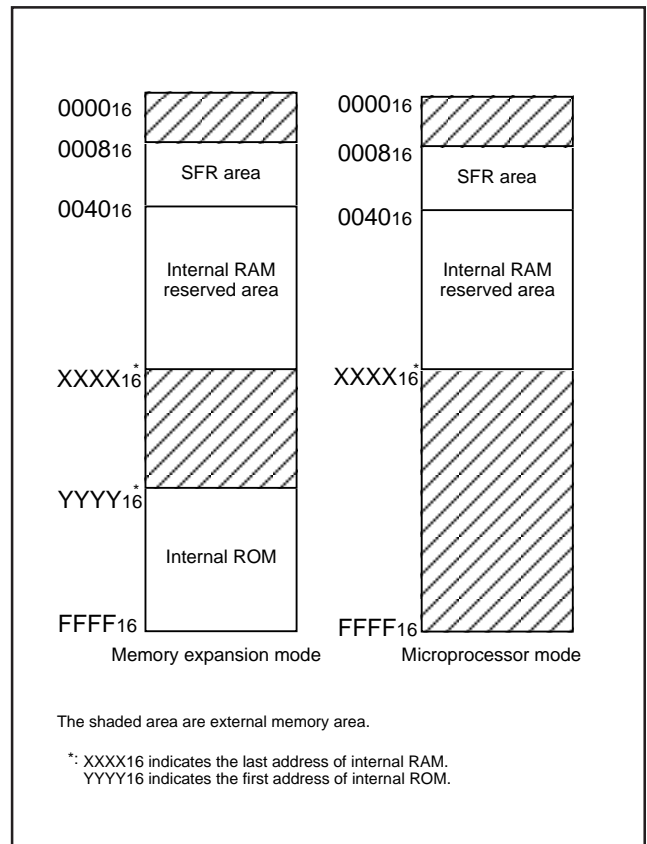 000016
000816
SFR area
004016
Internal RAM
reserved area
XXXX16*
YYYY16*
Internal ROM
FFFF16
Memory expansion mode
000016
000816
SFR area
004016
Internal RAM
reserved area
XXXX16*
FFFF16
Microprocessor mode
The shaded area are external memory area.
*: XXXX16 indicates the last address of internal RAM.
YYYY16 indicates the first address of internal ROM.